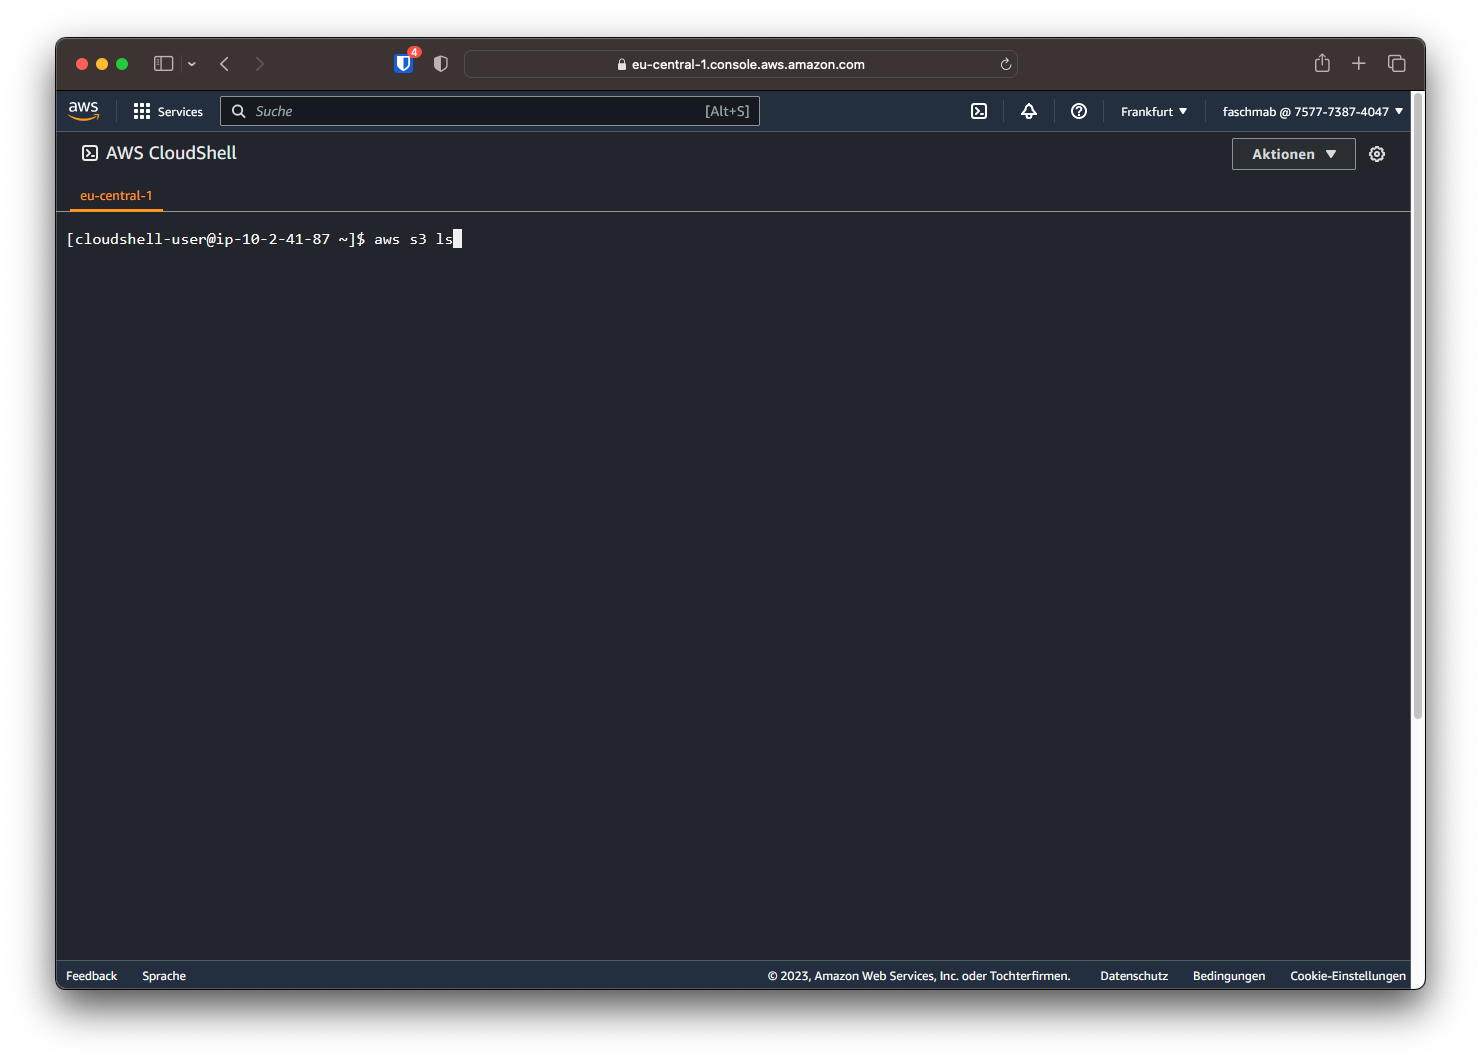 4
eu-central-1.console.aws.amazon.com
aws
Services
Suche
[Alt+S]
Frankfurt
faschmab @ 7577-7387-4047
AWS CloudShell
Aktionen
eu-central-1
[cloudshell-user@ip-10-2-41-87 ~]$ aws s3 ls
Feedback
Sprache
© 2023, Amazon Web Services, Inc. oder Tochterfirmen.
Datenschutz
Bedingungen
Cookie-Einstellungen